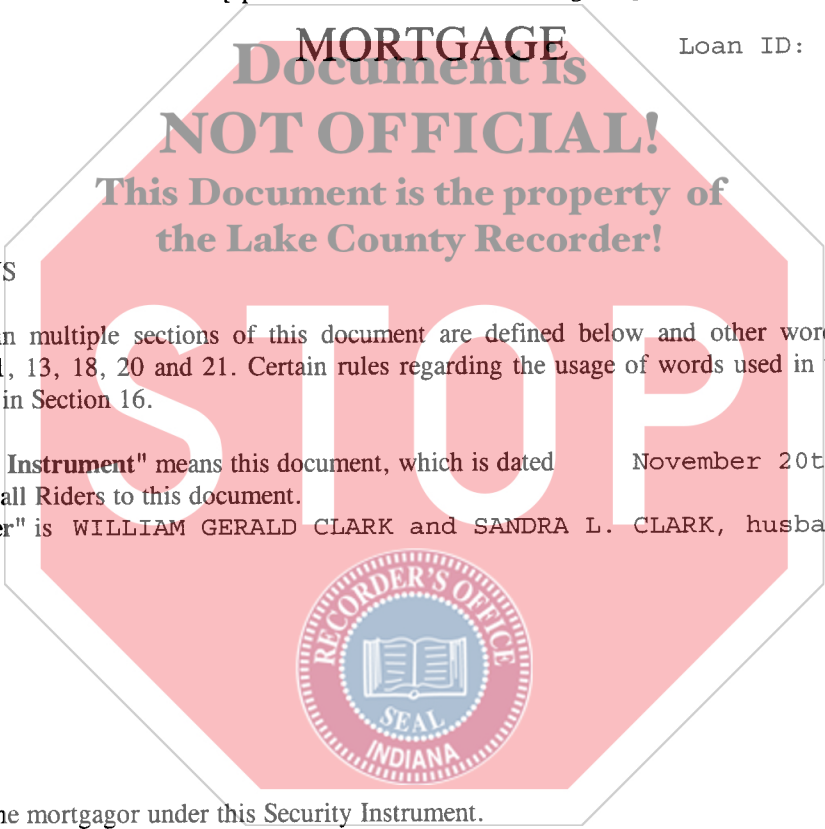 MORTGAGE Loan ID:
Document is
NOT OFFICIAL!
This Document is the property of
the Lake County Recorder!
S
n multiple sections of this document are defined below and other wor
, 13, 18, 20 and 21. Certain rules regarding the usage of words used in
in Section 16.
STOP
Instrument" means this document, which is dated November 20t
all Riders to this document.
r" is WILLIAM GERALD CLARK and SANDRA L. CLARK, husba
RECORDER'S OFFICE
SEAL
INDIANA
ne mortgagor under this Security Instrument.